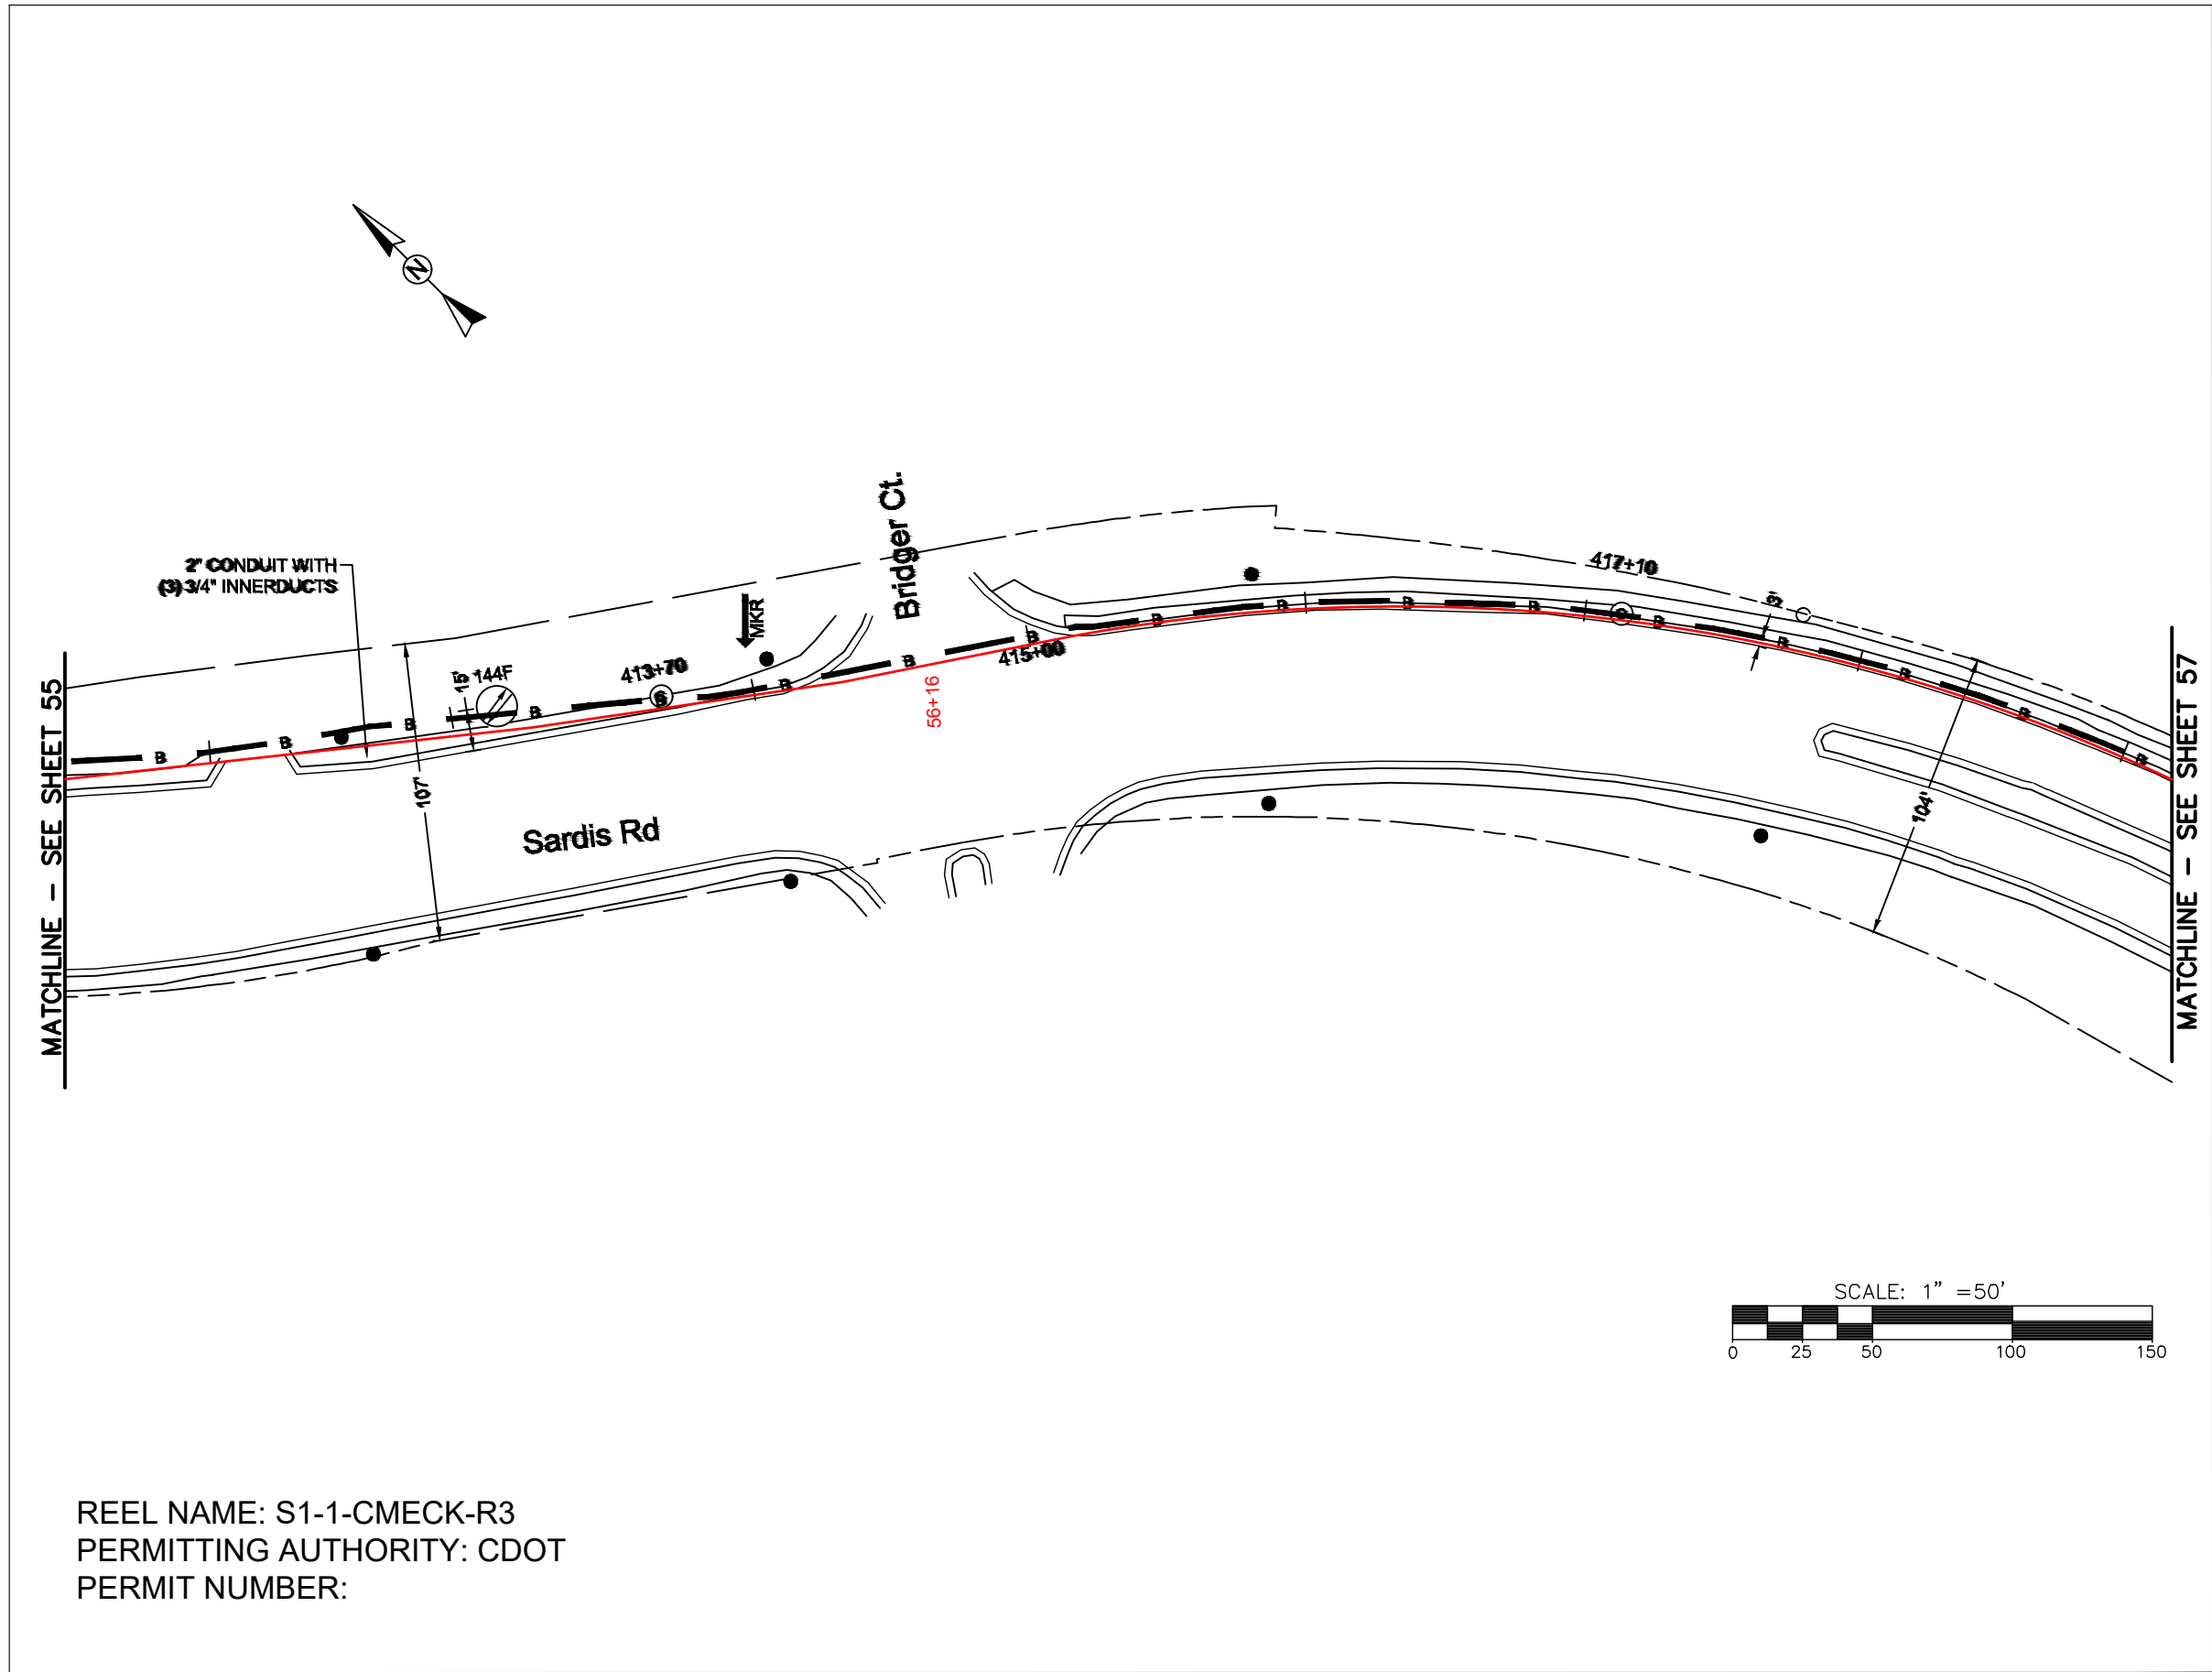 N
Bridger Ct.
2" CONDUIT WITH
(3) 3/4" INNERDUCTS
MKR
417+10
3'
15'
144F
413+70
S
415+00
56+16
107'
104'
Sardis Rd
B B B B B B B B B B B B B
MATCHLINE - SEE SHEET 55
MATCHLINE - SEE SHEET 57
SCALE: 1" =50'
0 25 50 100 150
REEL NAME: S1-1-CMECK-R3
PERMITTING AUTHORITY: CDOT
PERMIT NUMBER: